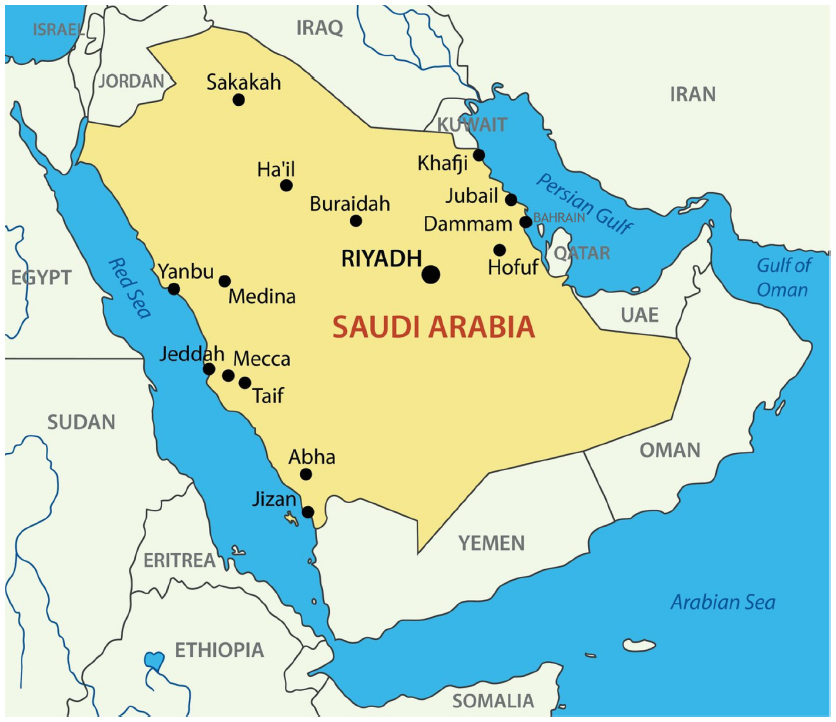 ISRAEL
IRAQ
JORDAN
Sakakah
IRAN
KUWAIT
Khafji
Ha'il
Jubail
Persian Gulf
Buraidah
Dammam
BAHRAIN
RIYADH
QATAR
Hofuf
Gulf of
Oman
EGYPT
Red Sea
Yanbu
Medina
UAE
SAUDI ARABIA
Jeddah
Mecca
Taif
SUDAN
OMAN
Abha
Jizan
YEMEN
ERITREA
Arabian Sea
ETHIOPIA
SOMALIA